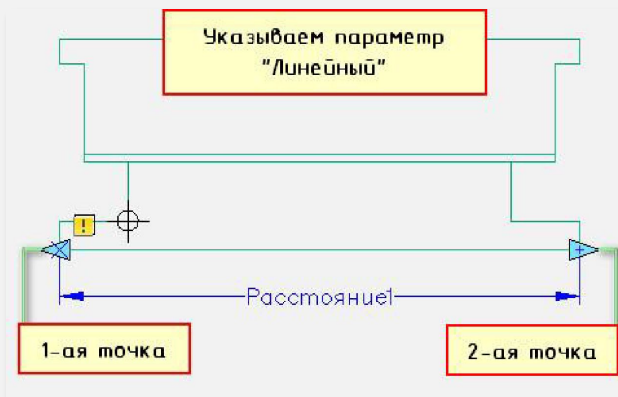 Указываем параметр
"Линейный"
!
Расстояние1
1-ая точка
2-ая точка